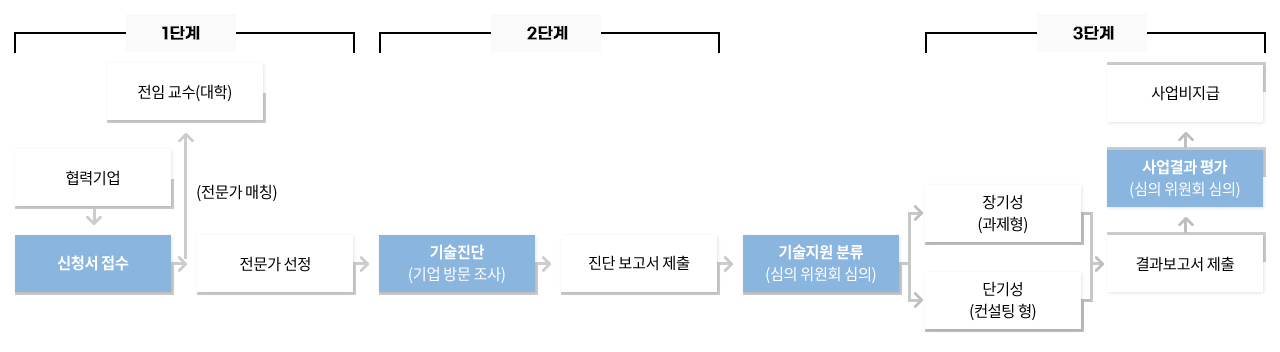 1단계
2단계
3단계
전임 교수(대학)
협력기업
(전문가 매칭)
신청서 접수
전문가 선정
기술진단
(기업 방문 조사)
진단 보고서 제출
기술지원 분류
(심의 위원회 심의)
장기성
(과제형)
단기성
(컨설팅 형)
사업비지급
사업결과 평가
(심의 위원회 심의)
결과보고서 제출